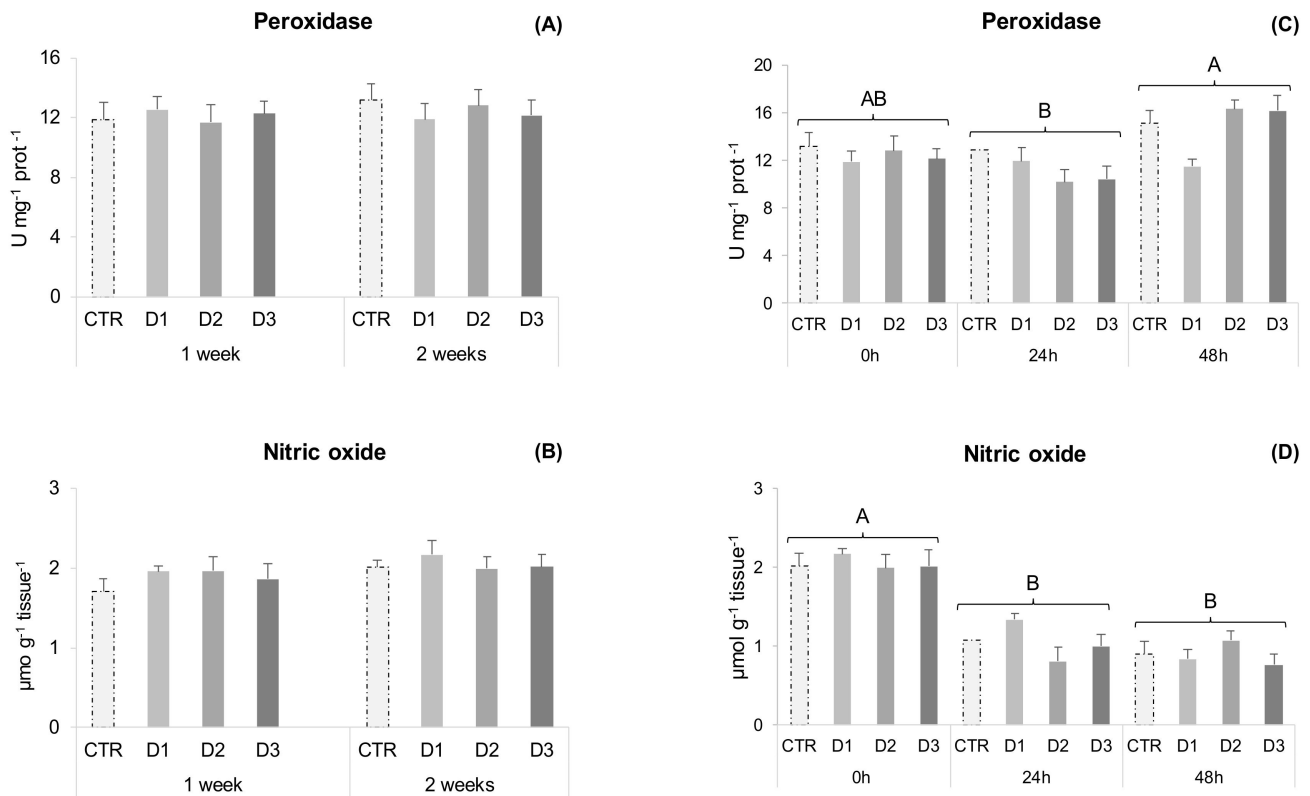 Peroxidase (A)
16
12
8
4
0
U mg⁻¹ prot ⁻¹
CTR D1 D2 D3 CTR D1 D2 D3
1 week 2 weeks
Peroxidase (C)
20
16
12
8
4
0
U mg⁻¹ prot ⁻¹
AB B A
CTR D1 D2 D3 CTR D1 D2 D3 CTR D1 D2 D3
0h 24h 48h
Nitric oxide (B)
3
2
1
0
µmo g⁻¹ tissue⁻¹
CTR D1 D2 D3 CTR D1 D2 D3
1 week 2 weeks
Nitric oxide (D)
3
2
1
0
µmol g⁻¹ tissue⁻¹
A B B
CTR D1 D2 D3 CTR D1 D2 D3 CTR D1 D2 D3
0h 24h 48h